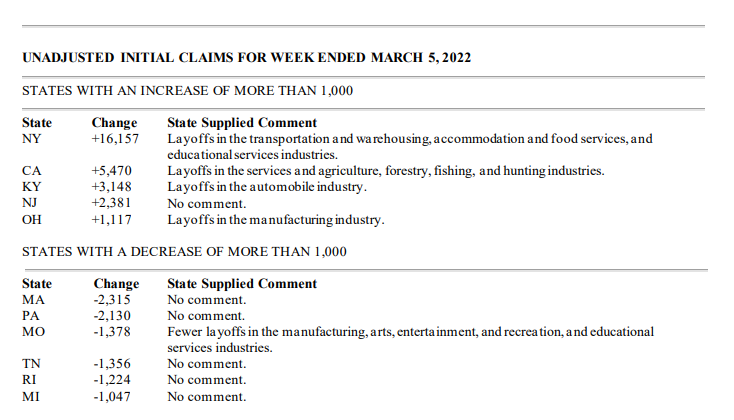 UNADJUSTED INITIAL CLAIMS FOR WEEK ENDED MARCH 5, 2022
STATES WITH AN INCREASE OF MORE THAN 1,000
State Change State Supplied Comment
NY +16,157 Layoffs in the transportation and warehousing, accommodation and food services, and
educational services industries.
CA +5,470 Layoffs in the services and agriculture, forestry, fishing, and hunting industries.
KY +3,148 Layoffs in the automobile industry.
NJ +2,381 No comment.
OH +1,117 Layoffs in the manufacturing industry.
STATES WITH A DECREASE OF MORE THAN 1,000
State Change State Supplied Comment
MA -2,315 No comment.
PA -2,130 No comment.
MO -1,378 Fewer layoffs in the manufacturing, arts, entertainment, and recreation, and educational
services industries.
TN -1,356 No comment.
RI -1,224 No comment.
MI -1,047 No comment.